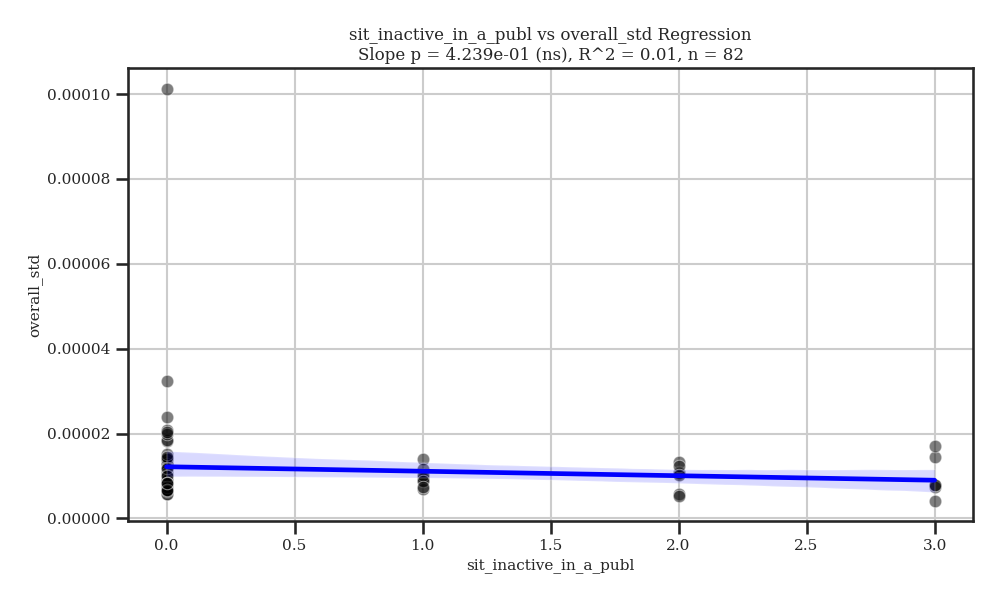 sit_inactive_in_a_publ vs overall_std Regression
Slope p = 4.239e-01 (ns), R^2 = 0.01, n = 82
0.00010
0.00008
0.00006
0.00004
0.00002
0.00000
overall_std
0.0 0.5 1.0 1.5 2.0 2.5 3.0
sit_inactive_in_a_publ